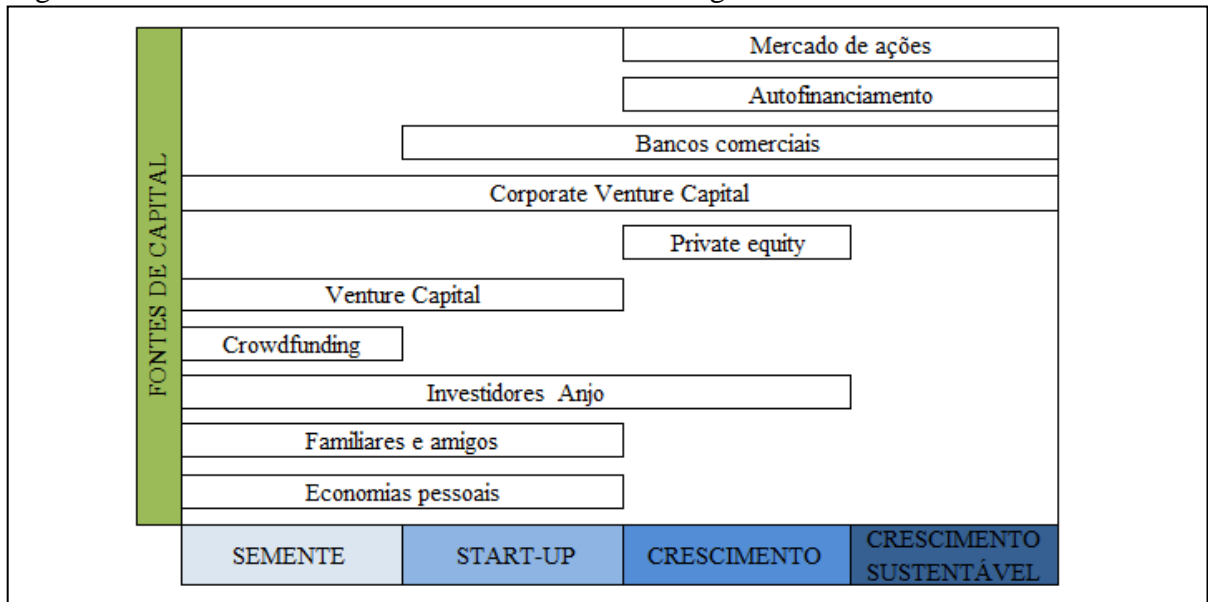 Mercado de ações
Autofinanciamento
Bancos comerciais
Corporate Venture Capital
Private equity
Venture Capital
Crowdfunding
Investidores Anjo
Familiares e amigos
Economias pessoais
FONTES DE CAPITAL
SEMENTE
START-UP
CRESCIMENTO
CRESCIMENTO
SUSTENTÁVEL